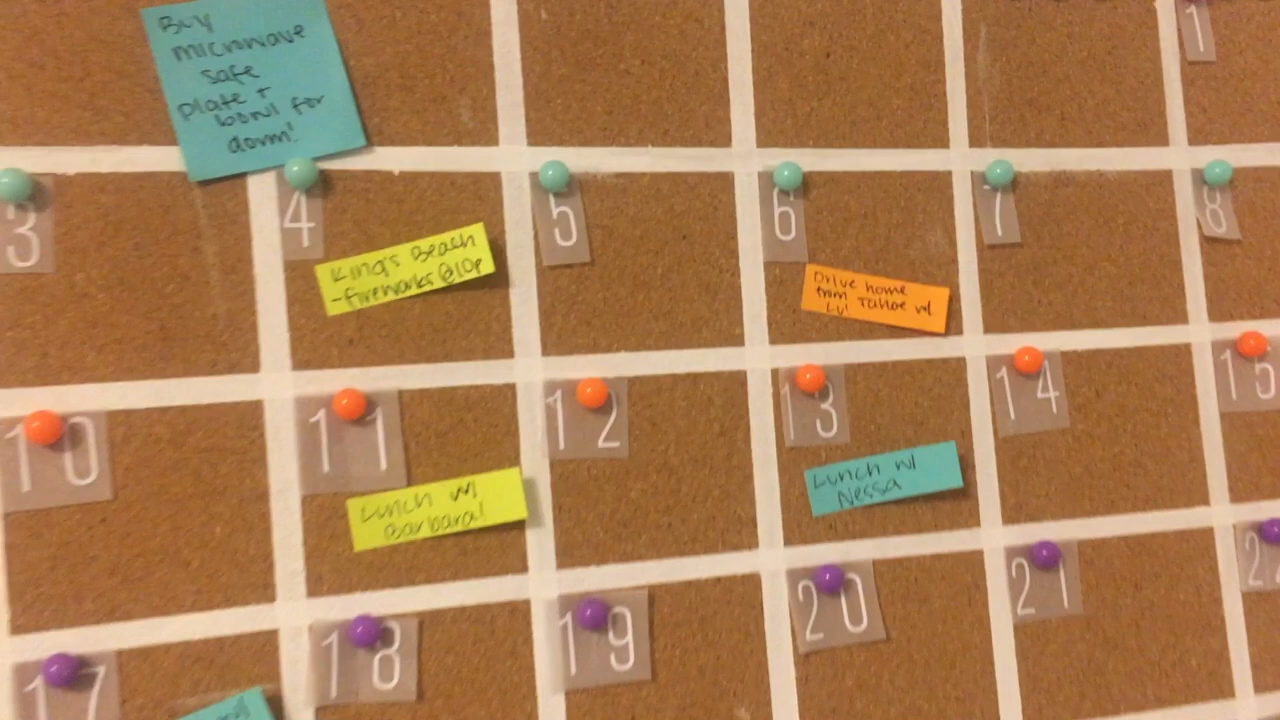 Buy
microwave
safe
plate +
bowl for
dorm!
1
3
4
5
6
7
8
King's Beach
-fireworks @10p
Drive home
from Tahoe w/
Ly!
10
11
12
13
14
15
Lunch w/
Barbara!
Lunch w/
Nessa
17
18
19
20
21